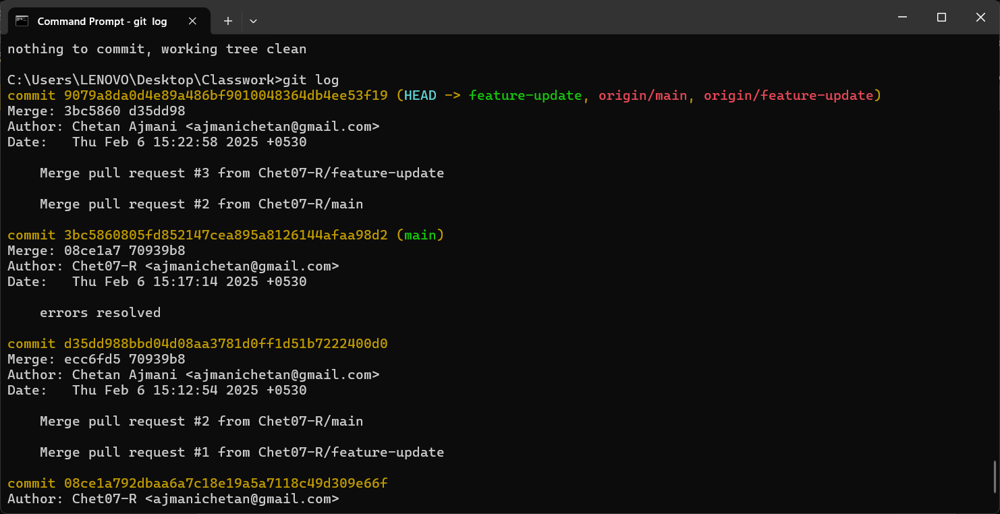 Command Prompt - git  log
nothing to commit, working tree clean
C:\Users\LENOVO\Desktop\Classwork>git log
commit 9079a8da0d4e89a486bf9010048364db4ee53f19 (HEAD -> feature-update, origin/main, origin/feature-update)
Merge: 3bc5860 d35dd98
Author: Chetan Ajmani <ajmanichetan@gmail.com>
Date:   Thu Feb 6 15:22:58 2025 +0530
    Merge pull request #3 from Chet07-R/feature-update
    Merge pull request #2 from Chet07-R/main
commit 3bc5860805fd852147cea895a8126144afaa98d2 (main)
Merge: 08ce1a7 70939b8
Author: Chet07-R <ajmanichetan@gmail.com>
Date:   Thu Feb 6 15:17:14 2025 +0530
    errors resolved
commit d35dd988bbd04d08aa3781d0ff1d51b7222400d0
Merge: ecc6fd5 70939b8
Author: Chetan Ajmani <ajmanichetan@gmail.com>
Date:   Thu Feb 6 15:12:54 2025 +0530
    Merge pull request #2 from Chet07-R/main
    Merge pull request #1 from Chet07-R/feature-update
commit 08ce1a792dbaa6a7c18e19a5a7118c49d309e66f
Author: Chet07-R <ajmanichetan@gmail.com>